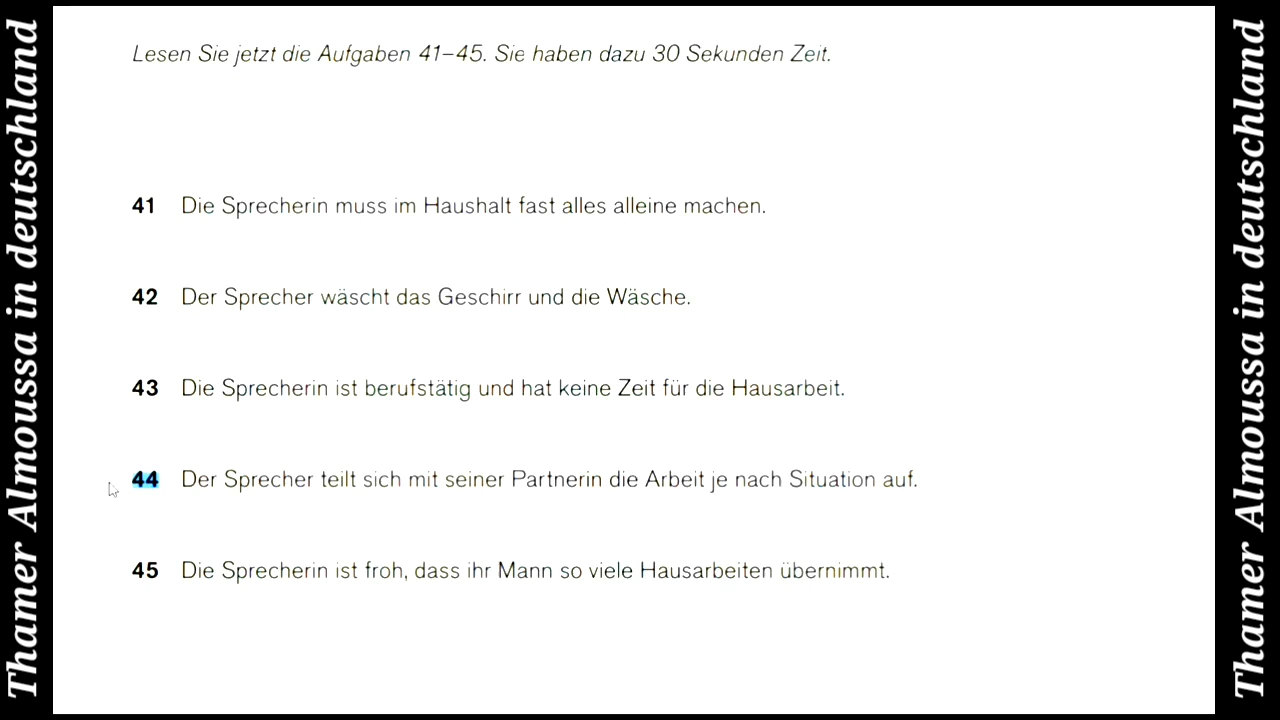 Thamer Almoussa in deutschland
Lesen Sie jetzt die Aufgaben 41–45. Sie haben dazu 30 Sekunden Zeit.
41 Die Sprecherin muss im Haushalt fast alles alleine machen.
42 Der Sprecher wäscht das Geschirr und die Wäsche.
43 Die Sprecherin ist berufstätig und hat keine Zeit für die Hausarbeit.
44 Der Sprecher teilt sich mit seiner Partnerin die Arbeit je nach Situation auf.
45 Die Sprecherin ist froh, dass ihr Mann so viele Hausarbeiten übernimmt.
Thamer Almoussa in deutschland